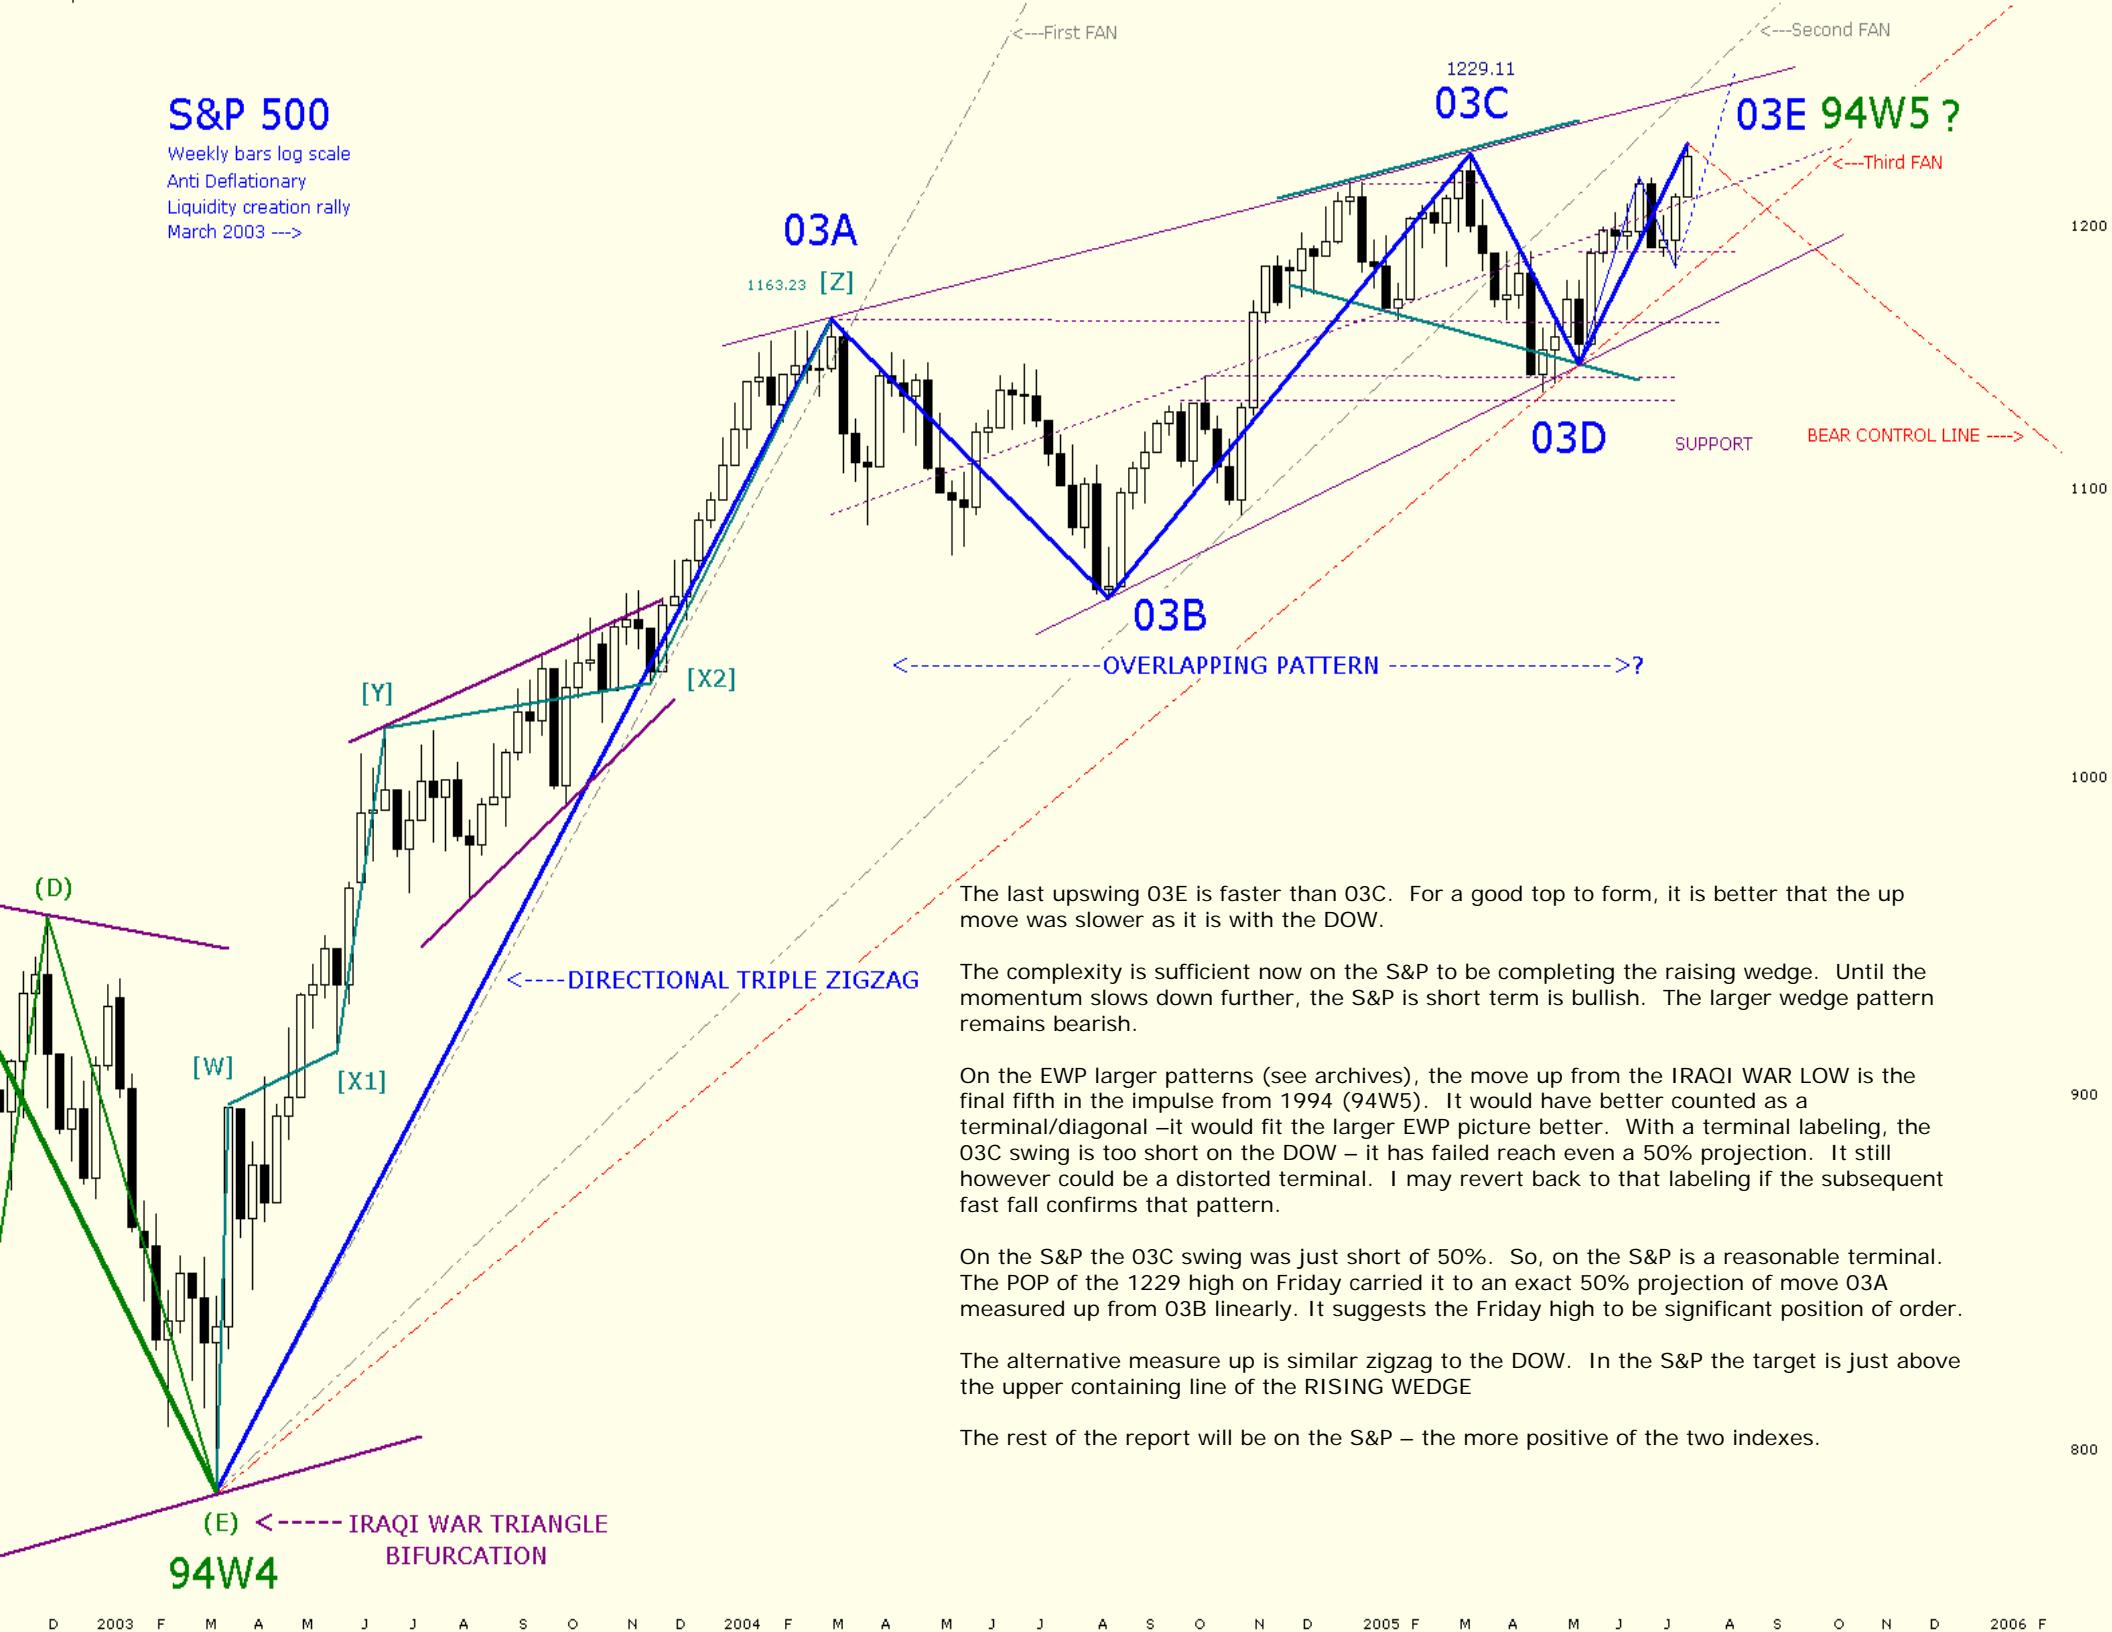 <---First FAN
<---Second FAN
1229.11
03C
S&P 500
Weekly bars log scale
Anti Deflationary
Liquidity creation rally
March 2003 --->
03E 94W5 ?
<---Third FAN
03A
1163.23 [Z]
1200
03D
SUPPORT
BEAR CONTROL LINE ---->
1100
03B
<-----------------OVERLAPPING PATTERN -------------------->?
[Y]
[X2]
1000
(D)
<----DIRECTIONAL TRIPLE ZIGZAG
The last upswing 03E is faster than 03C.  For a good top to form, it is better that the up
move was slower as it is with the DOW.
The complexity is sufficient now on the S&P to be completing the raising wedge.  Until the
momentum slows down further, the S&P is short term is bullish.  The larger wedge pattern
remains bearish.
[W]
[X1]
On the EWP larger patterns (see archives), the move up from the IRAQI WAR LOW is the
final fifth in the impulse from 1994 (94W5).  It would have better counted as a
terminal/diagonal –it would fit the larger EWP picture better.  With a terminal labeling, the
03C swing is too short on the DOW – it has failed reach even a 50% projection.  It still
however could be a distorted terminal.  I may revert back to that labeling if the subsequent
fast fall confirms that pattern.
900
On the S&P the 03C swing was just short of 50%.  So, on the S&P is a reasonable terminal.
The POP of the 1229 high on Friday carried it to an exact 50% projection of move 03A
measured up from 03B linearly. It suggests the Friday high to be significant position of order.
The alternative measure up is similar zigzag to the DOW.  In the S&P the target is just above
the upper containing line of the RISING WEDGE
The rest of the report will be on the S&P – the more positive of the two indexes.
800
(E) <----- IRAQI WAR TRIANGLE
BIFURCATION
94W4
D 2003 F M A M J J A S O N D 2004 F M A M J J A S O N D 2005 F M A M J J A S O N D 2006 F